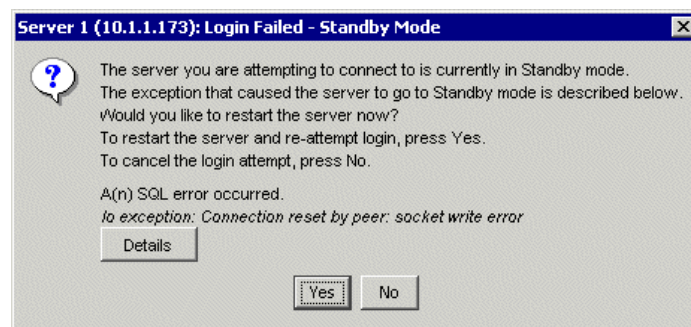 Server 1 (10.1.1.173): Login Failed - Standby Mode
The server you are attempting to connect to is currently in Standby mode.
The exception that caused the server to go to Standby mode is described below.
Would you like to restart the server now?
To restart the server and re-attempt login, press Yes.
To cancel the login attempt, press No.
A(n) SQL error occurred.
Io exception: Connection reset by peer: socket write error
Details
Yes No